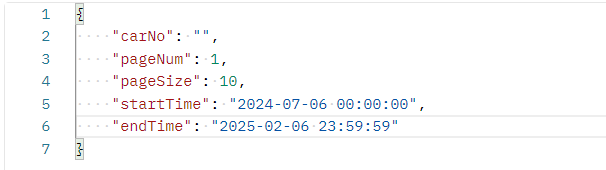 1 {
2     "carNo": "",
3     "pageNum": 1,
4     "pageSize": 10,
5     "startTime": "2024-07-06 00:00:00",
6     "endTime": "2025-02-06 23:59:59"
7 }